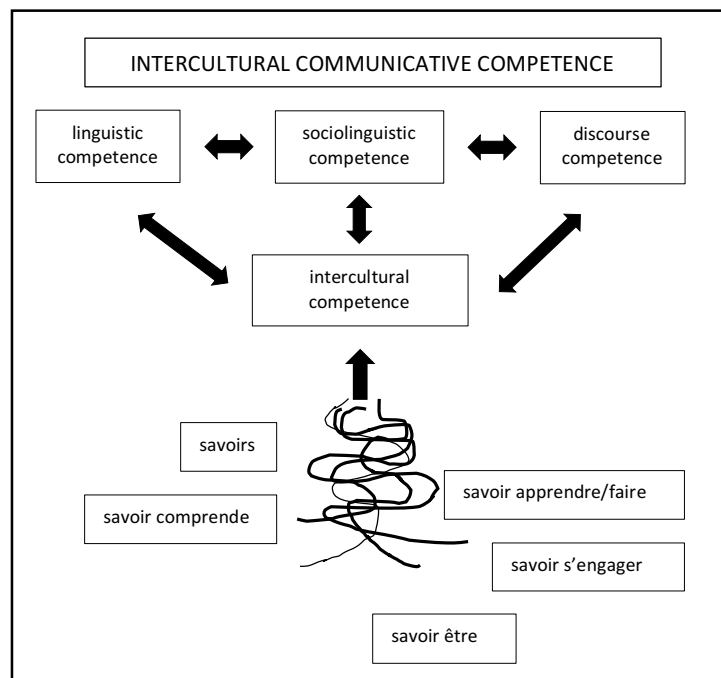 INTERCULTURAL COMMUNICATIVE COMPETENCE
linguistic
competence
sociolinguistic
competence
discourse
competence
intercultural
competence
savoirs
savoir apprendre/faire
savoir comprende
savoir s’engager
savoir être